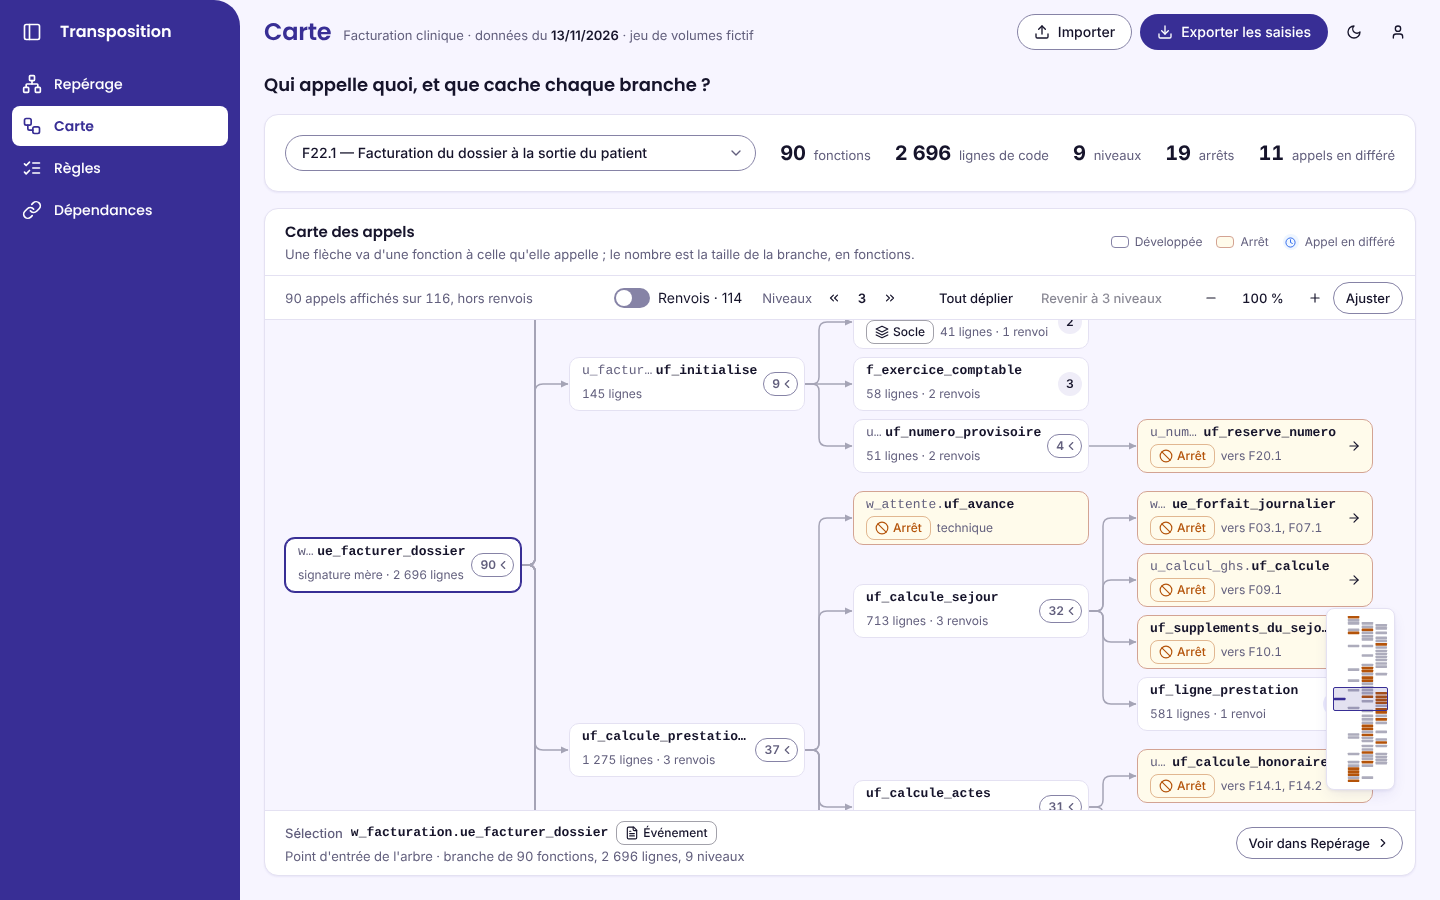 Transposition
Repérage
Carte
Règles
Dépendances
Carte
Facturation clinique · données du 13/11/2026 · jeu de volumes fictif
Importer
Exporter les saisies
Qui appelle quoi, et que cache chaque branche ?
F22.1 — Facturation du dossier à la sortie du patient
90 fonctions
2 696 lignes de code
9 niveaux
19 arrêts
11 appels en différé
Carte des appels
Une flèche va d'une fonction à celle qu'elle appelle ; le nombre est la taille de la branche, en fonctions.
Développée
Arrêt
Appel en différé
90 appels affichés sur 116, hors renvois
Renvois · 114
Niveaux
3
Tout déplier
Revenir à 3 niveaux
100 %
Ajuster
w… ue_facturer_dossier
signature mère · 2 696 lignes
90
u_factur… uf_initialise
145 lignes
9
uf_calcule_prestatio…
1 275 lignes · 3 renvois
37
Socle
41 lignes · 1 renvoi
2
f_exercice_comptable
58 lignes · 2 renvois
3
u… uf_numero_provisoire
51 lignes · 2 renvois
4
w_attente.uf_avance
Arrêt
technique
uf_calcule_sejour
713 lignes · 3 renvois
32
uf_calcule_actes
31
u_num… uf_reserve_numero
Arrêt
vers F20.1
w… ue_forfait_journalier
Arrêt
vers F03.1, F07.1
u_calcul_ghs.uf_calcule
Arrêt
vers F09.1
uf_supplements_du_sejo…
Arrêt
vers F10.1
uf_ligne_prestation
581 lignes · 1 renvoi
u… uf_calcule_honoraire
Arrêt
vers F14.1, F14.2
Sélection w_facturation.ue_facturer_dossier
Événement
Point d'entrée de l'arbre · branche de 90 fonctions, 2 696 lignes, 9 niveaux
Voir dans Repérage